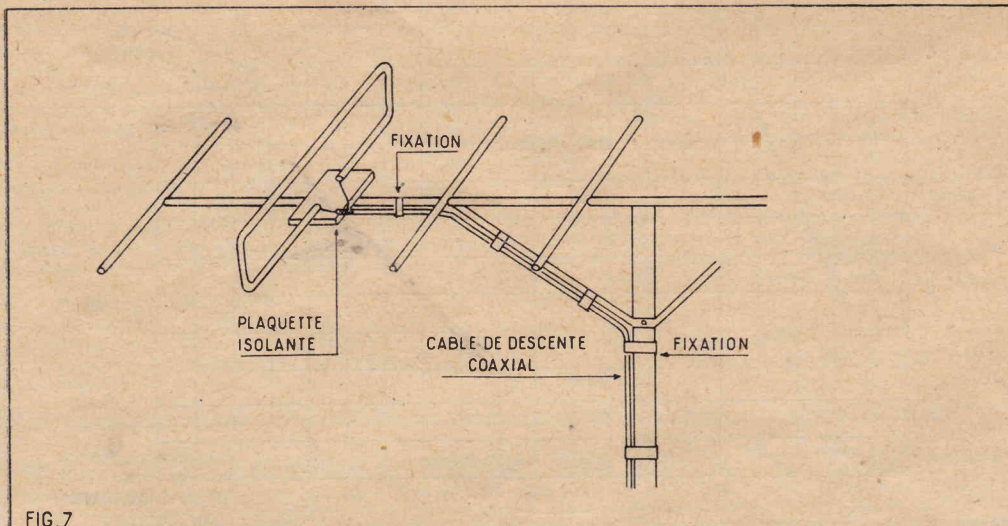 FIXATION
PLAQUETTE
ISOLANTE
CABLE DE DESCENTE
COAXIAL
FIXATION
FIG.7